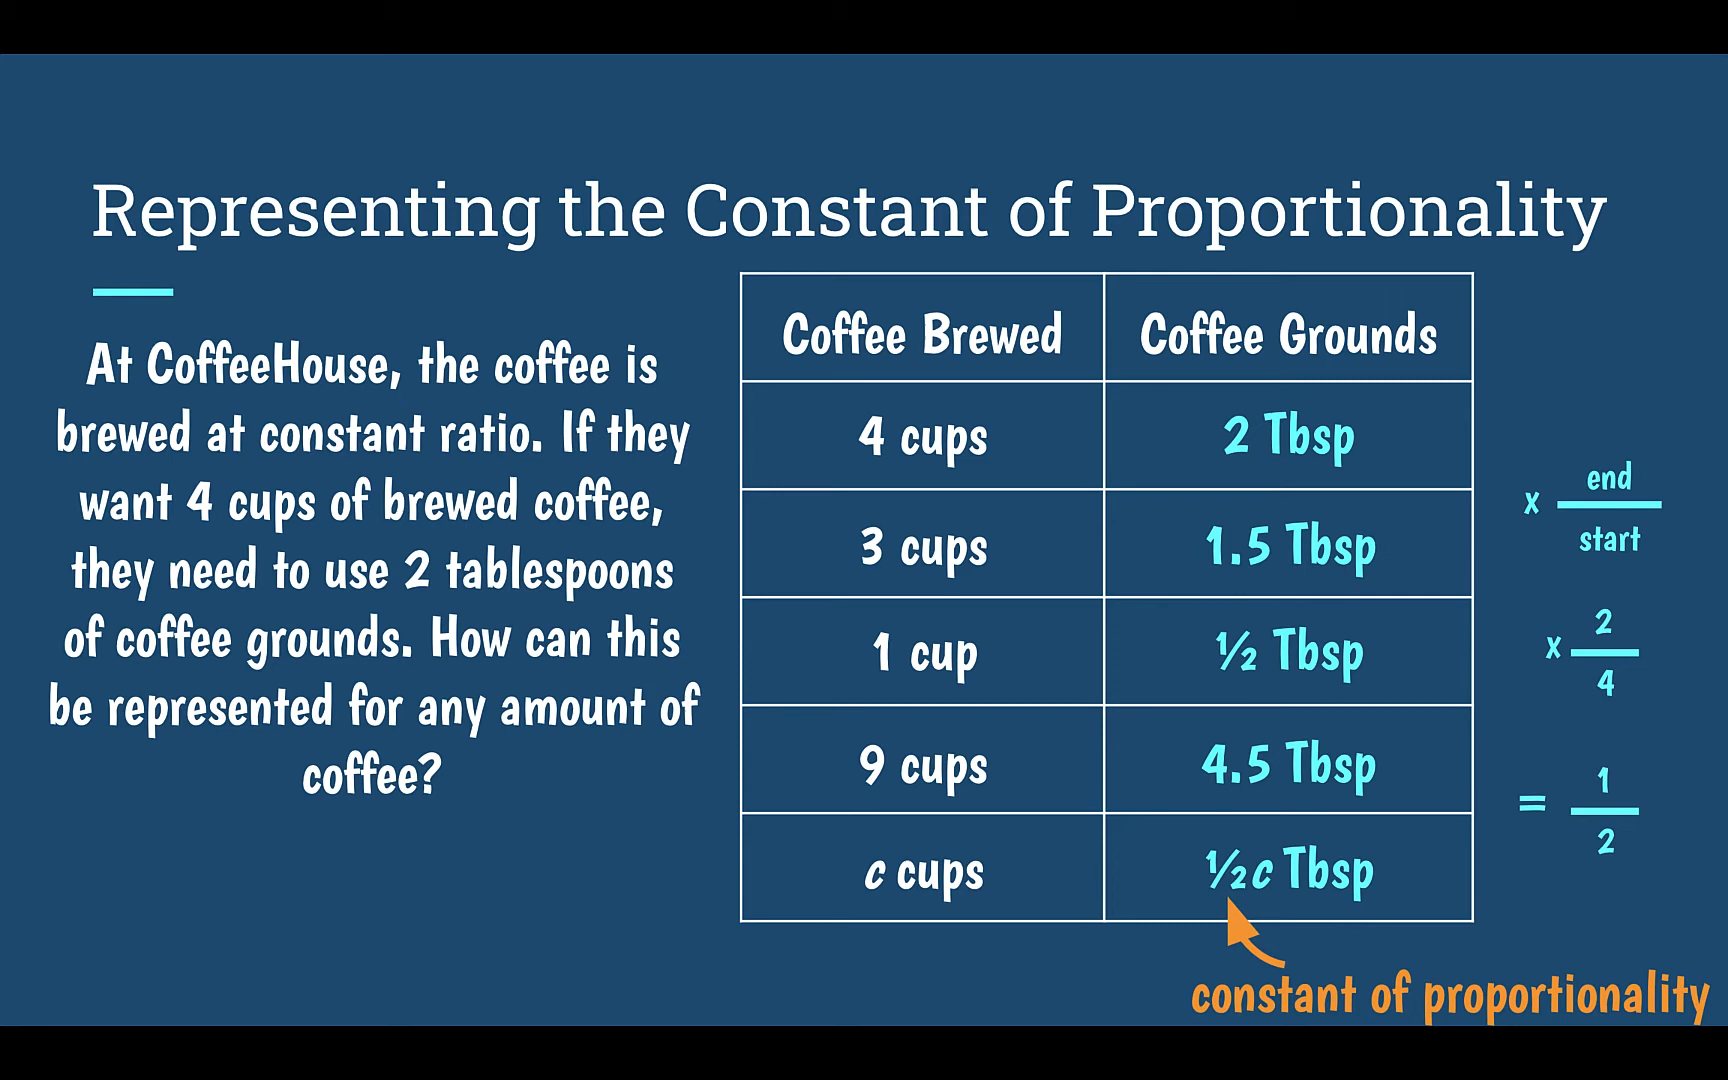 Representing the Constant of Proportionality
At CoffeeHouse, the coffee is
brewed at constant ratio. If they
want 4 cups of brewed coffee,
they need to use 2 tablespoons
of coffee grounds. How can this
be represented for any amount of
coffee?
Coffee Brewed Coffee Grounds
4 cups 2 Tbsp
3 cups 1.5 Tbsp
1 cup ½ Tbsp
9 cups 4.5 Tbsp
c cups ½c Tbsp
x end
start
x 2
4
= 1
2
constant of proportionality